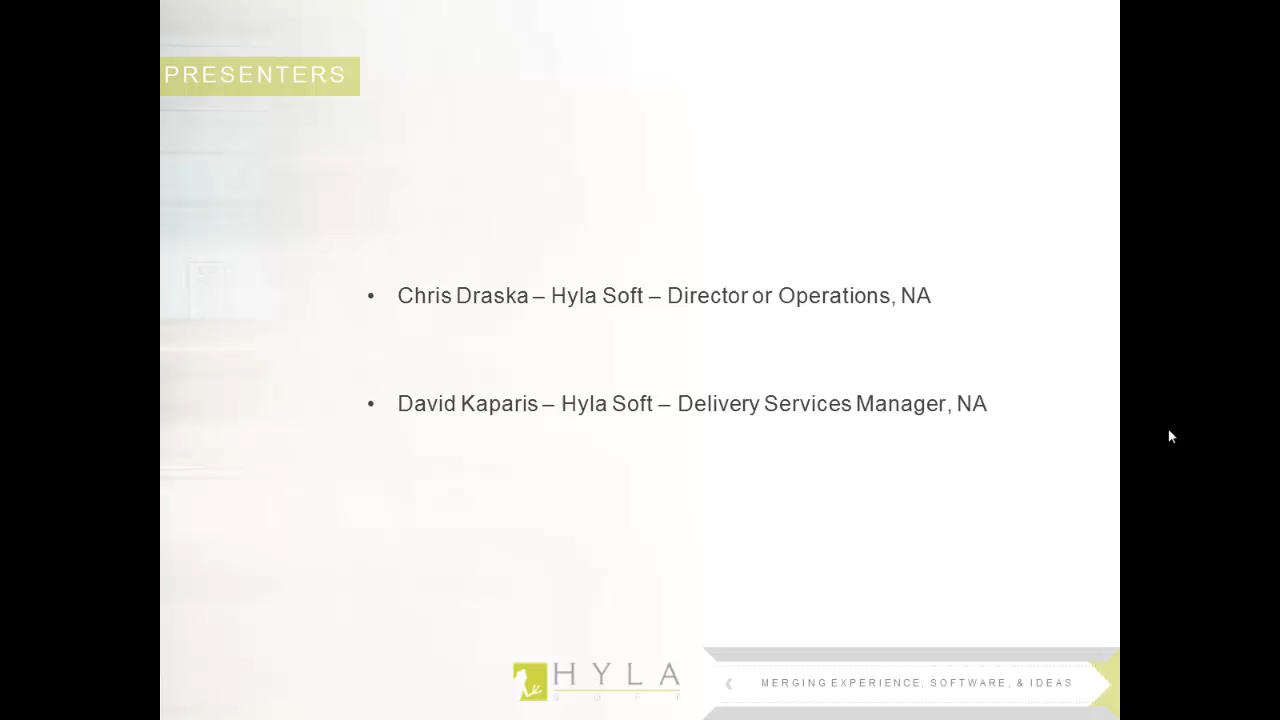 PRESENTERS
• Chris Draska – Hyla Soft – Director or Operations, NA
• David Kaparis – Hyla Soft – Delivery Services Manager, NA
HYLA
SOFT
MERGING EXPERIENCE, SOFTWARE, & IDEAS